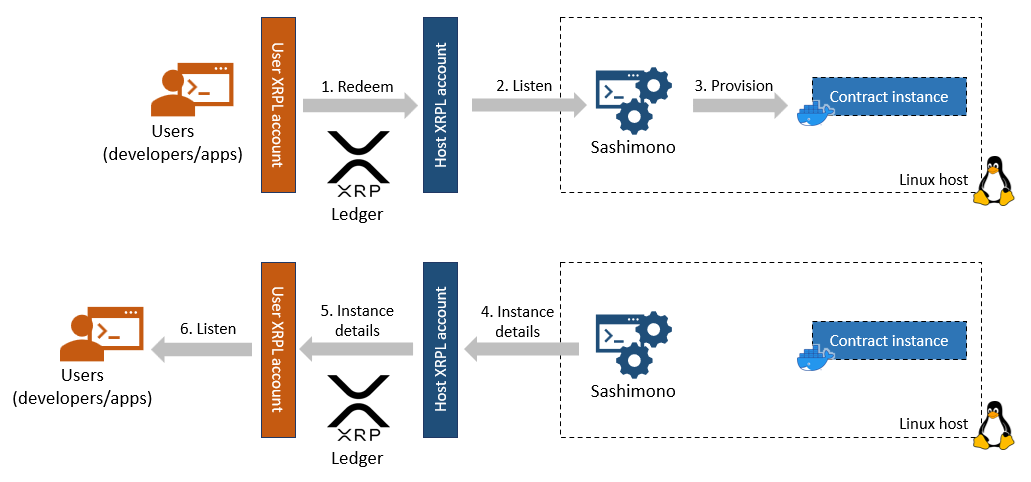 User XRPL account
Host XRPL account
1. Redeem
2. Listen
3. Provision
Contract instance
Users
(developers/apps)
Sashimono
XRP
Ledger
Linux host
User XRPL account
Host XRPL account
5. Instance
details
4. Instance
details
6. Listen
Contract instance
Users
(developers/apps)
Sashimono
XRP
Ledger
Linux host